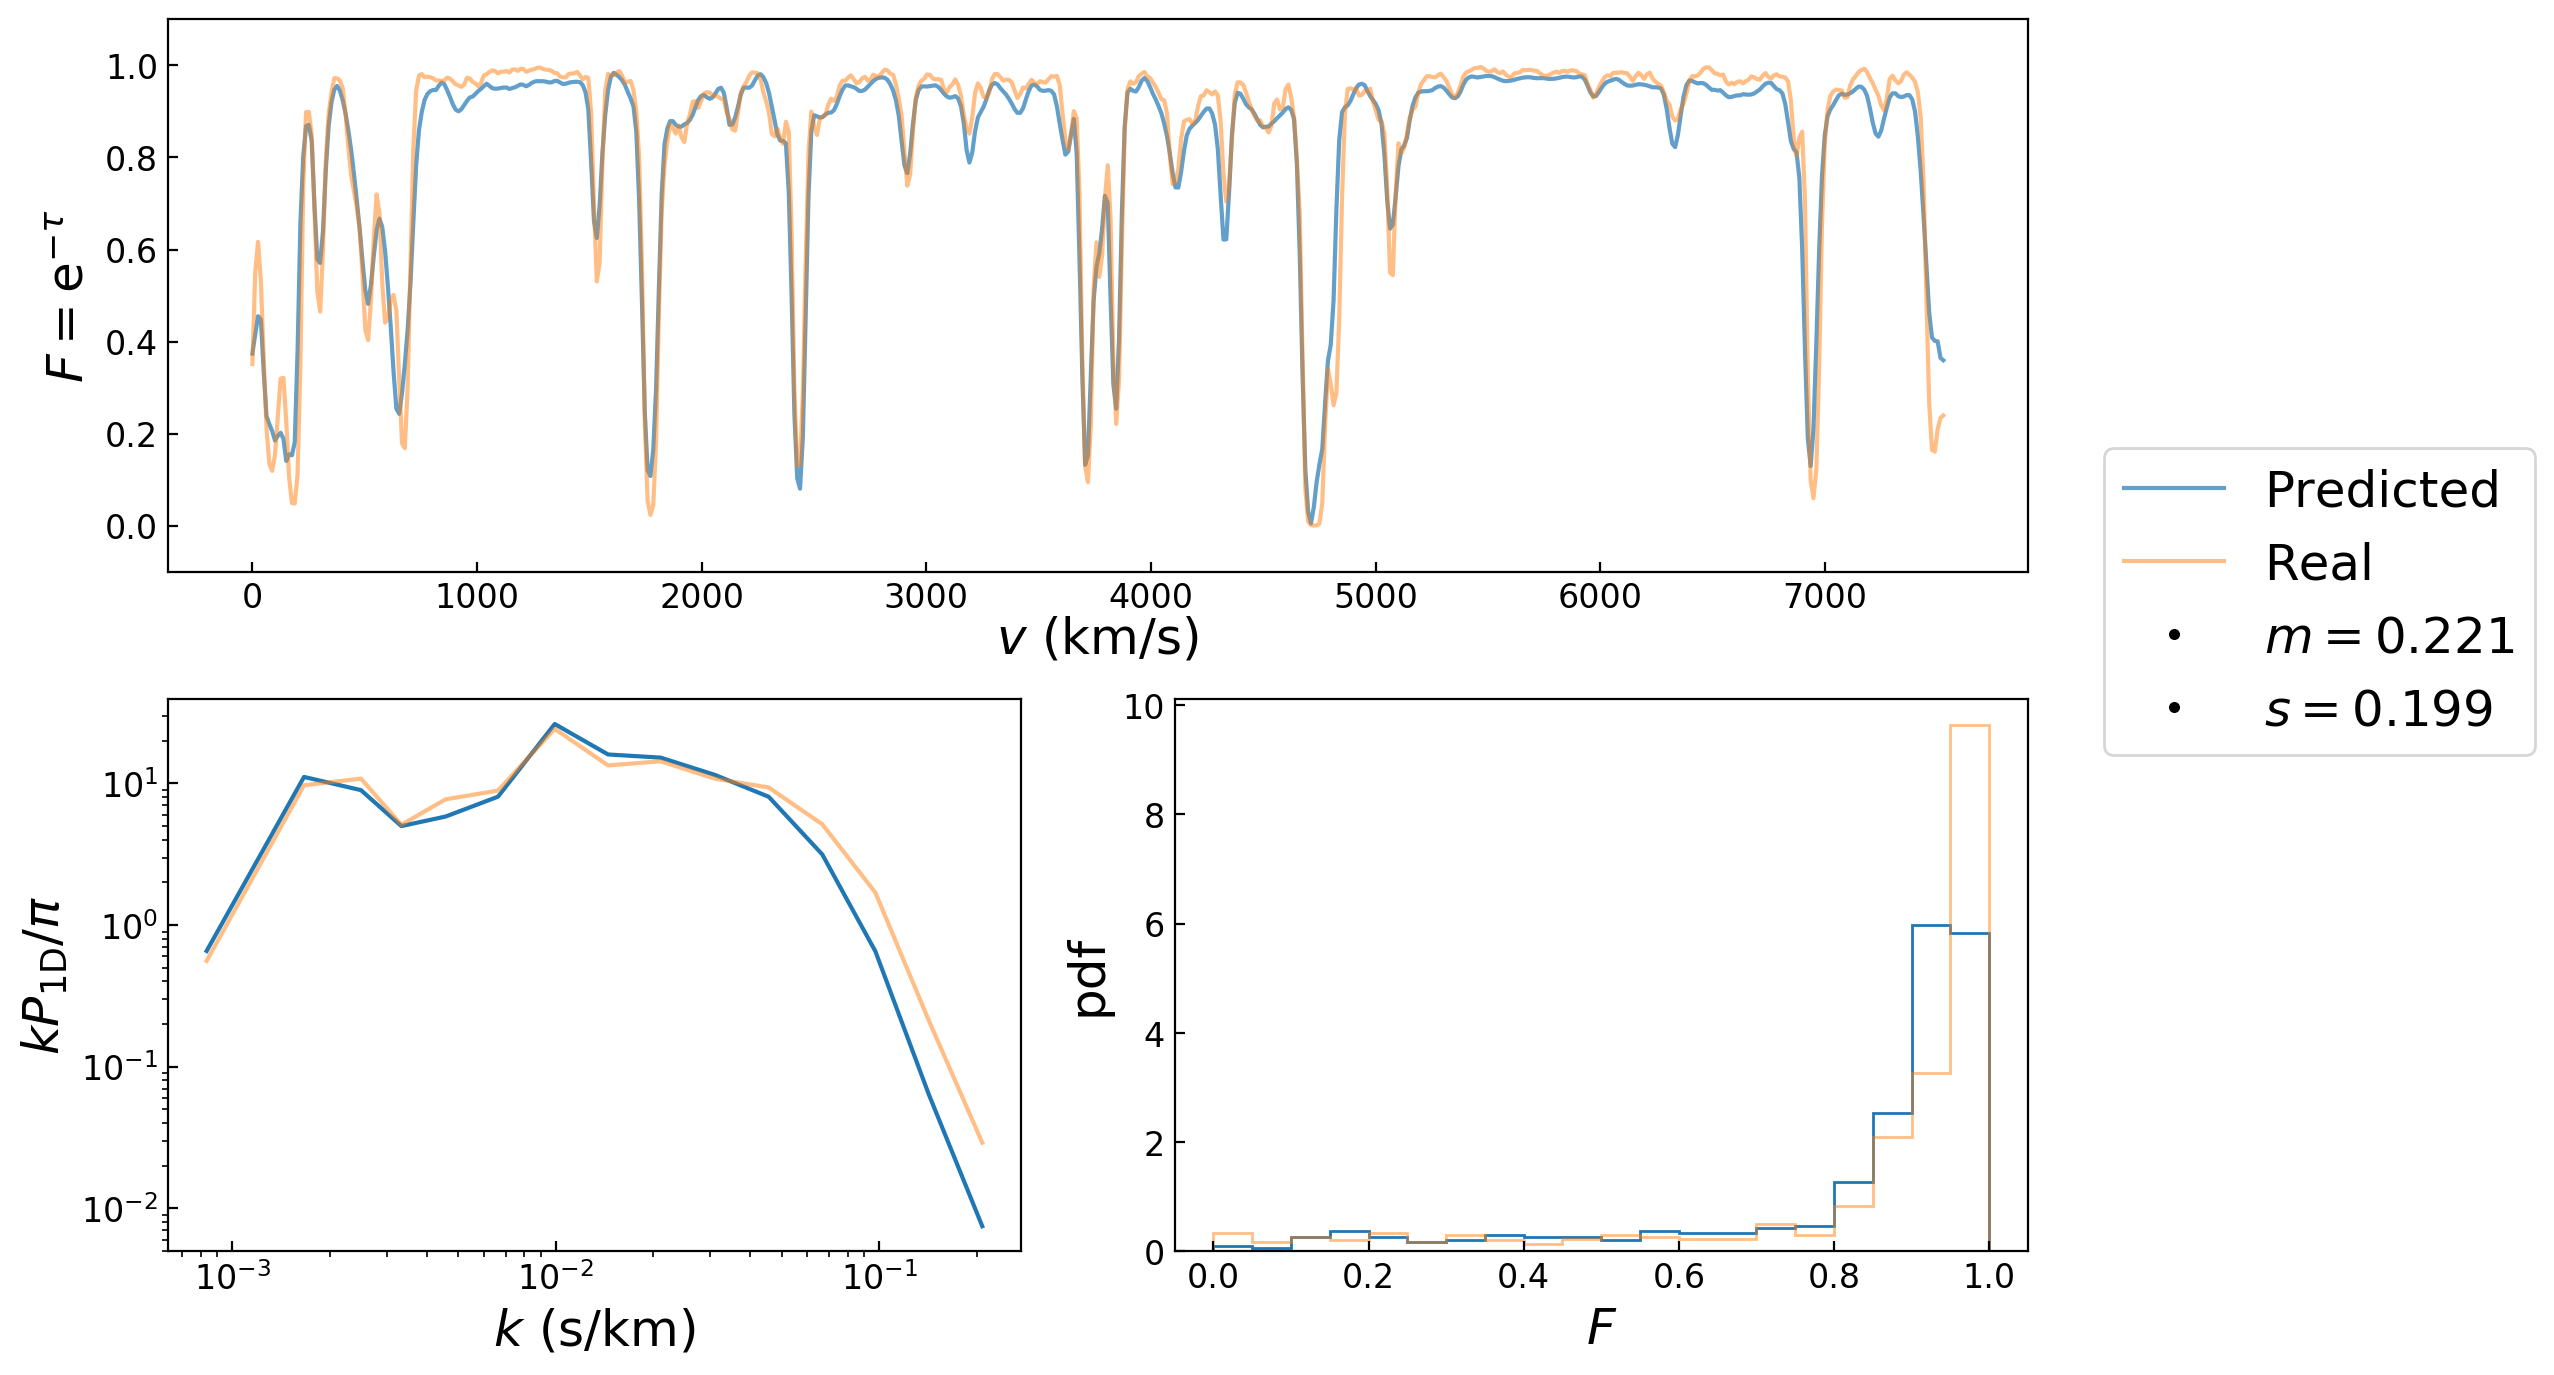 F = e^{-τ}
1.0
0.8
0.6
0.4
0.2
0.0
0 1000 2000 3000 4000 5000 6000 7000
v (km/s)
Predicted
Real
m = 0.221
s = 0.199
kP_{1D}/π
10^1
10^0
10^{-1}
10^{-2}
10^{-3} 10^{-2} 10^{-1}
k (s/km)
pdf
10
8
6
4
2
0
0.0 0.2 0.4 0.6 0.8 1.0
F